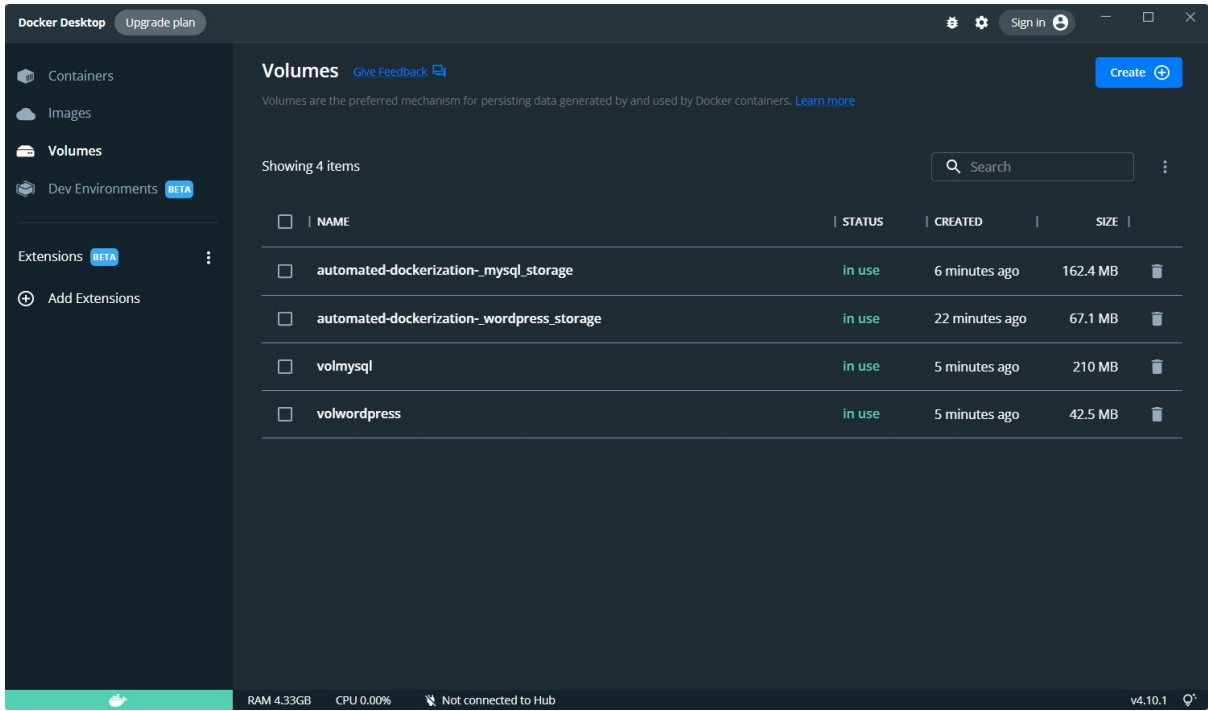 Docker Desktop Upgrade plan Sign in
Containers
Images
Volumes
Dev Environments BETA
Extensions BETA
Add Extensions
Volumes Give Feedback
Create
Volumes are the preferred mechanism for persisting data generated by and used by Docker containers. Learn more
Showing 4 items
Search
NAME STATUS CREATED SIZE
automated-dockerization-_mysql_storage in use 6 minutes ago 162.4 MB
automated-dockerization-_wordpress_storage in use 22 minutes ago 67.1 MB
volmysql in use 5 minutes ago 210 MB
volwordpress in use 5 minutes ago 42.5 MB
RAM 4.33GB CPU 0.00% Not connected to Hub v4.10.1